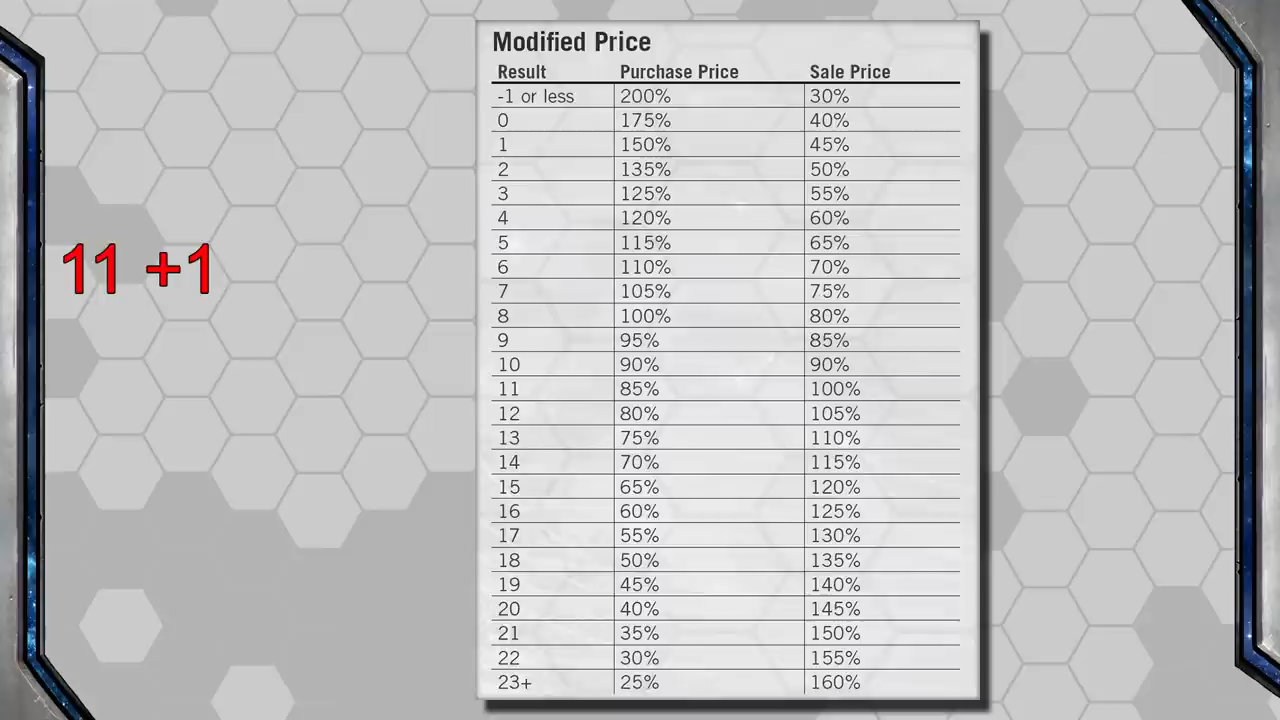 11 +1
Modified Price
Result Purchase Price Sale Price
-1 or less 200% 30%
0 175% 40%
1 150% 45%
2 135% 50%
3 125% 55%
4 120% 60%
5 115% 65%
6 110% 70%
7 105% 75%
8 100% 80%
9 95% 85%
10 90% 90%
11 85% 100%
12 80% 105%
13 75% 110%
14 70% 115%
15 65% 120%
16 60% 125%
17 55% 130%
18 50% 135%
19 45% 140%
20 40% 145%
21 35% 150%
22 30% 155%
23+ 25% 160%